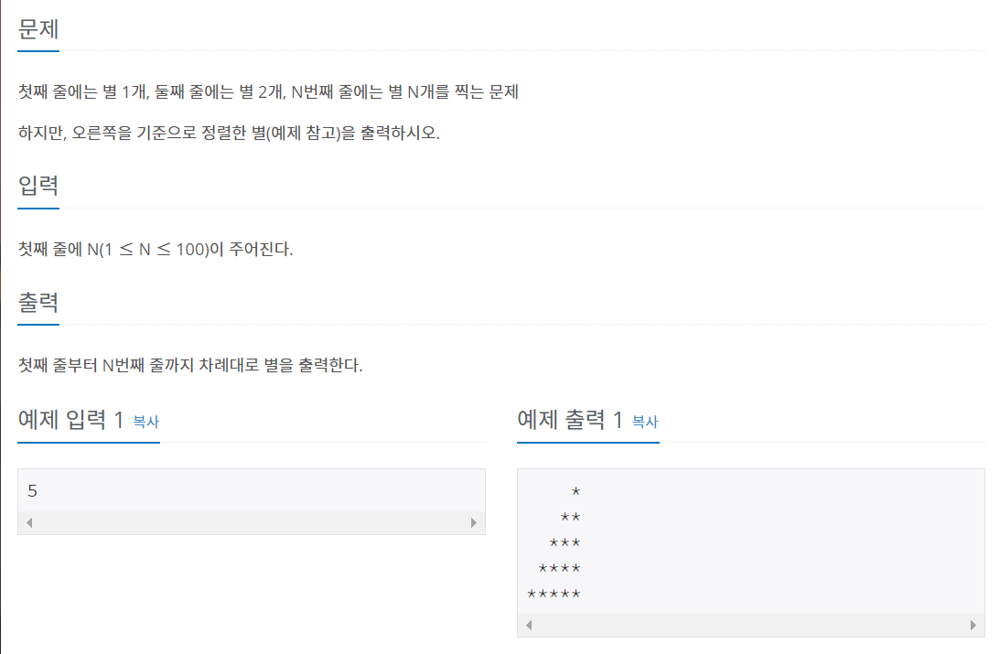 문제
첫째 줄에는 별 1개, 둘째 줄에는 별 2개, N번째 줄에는 별 N개를 찍는 문제
하지만, 오른쪽을 기준으로 정렬한 별(예제 참고)을 출력하시오.
입력
첫째 줄에 N(1 ≤ N ≤ 100)이 주어진다.
출력
첫째 줄부터 N번째 줄까지 차례대로 별을 출력한다.
예제 입력 1 복사
5
예제 출력 1 복사
    *
   **
  ***
 ****
*****